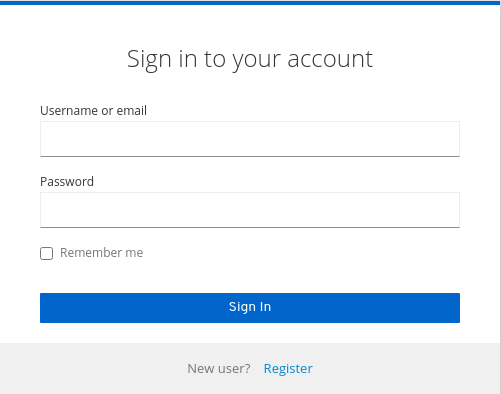 Sign in to your account
Username or email
Password
Remember me
Sign In
New user? Register